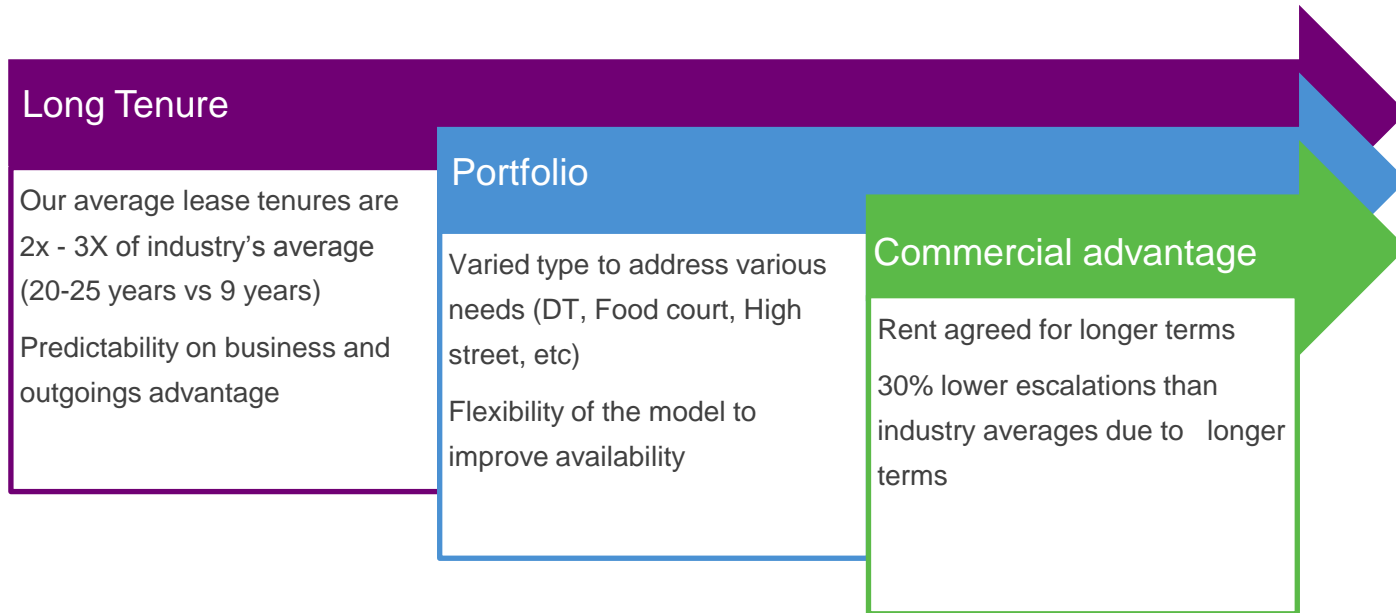 Long Tenure
Our average lease tenures are
2x - 3X of industry's average
(20-25 years vs 9 years)
Predictability on business and
outgoings advantage
Portfolio
Varied type to address various
needs (DT, Food court, High
street, etc)
Flexibility of the model to
improve availability
Commercial advantage
Rent agreed for longer terms
30% lower escalations than
industry averages due to   longer
terms